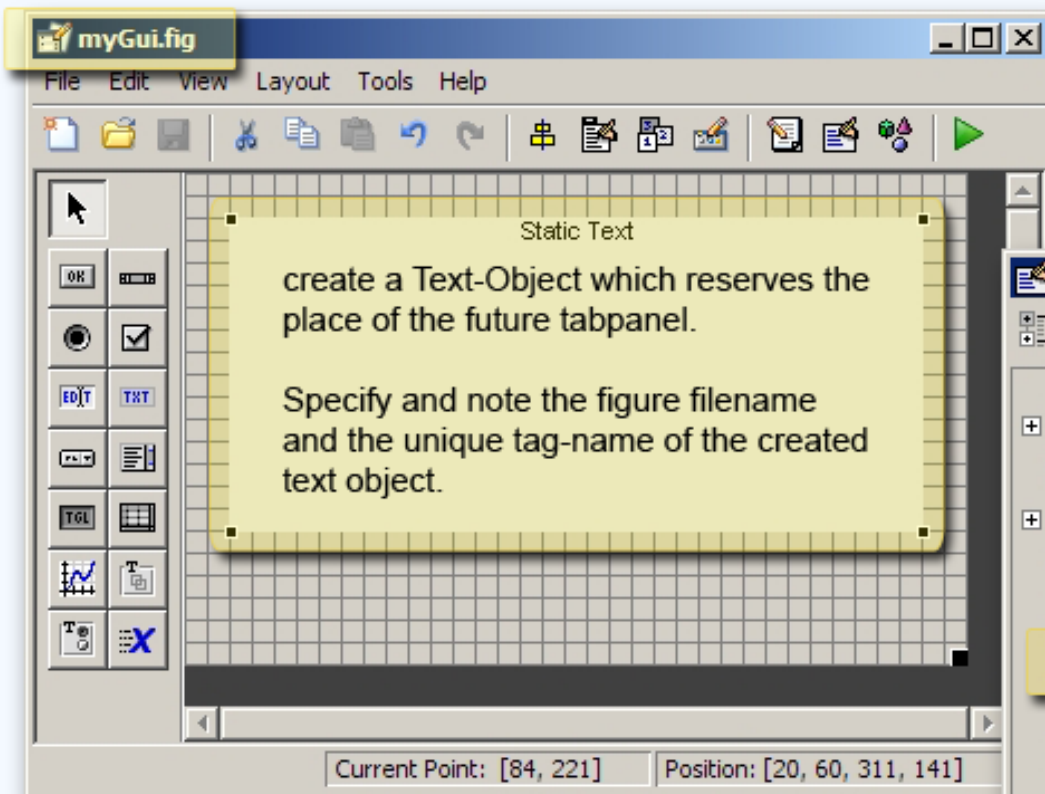 myGui.fig
File Edit View Layout Tools Help
Static Text
create a Text-Object which reserves the
place of the future tabpanel.
Specify and note the figure filename
and the unique tag-name of the created
text object.
OK
EDIT TXT
TGL
T
T X
Current Point: [84, 221] Position: [20, 60, 311, 141]